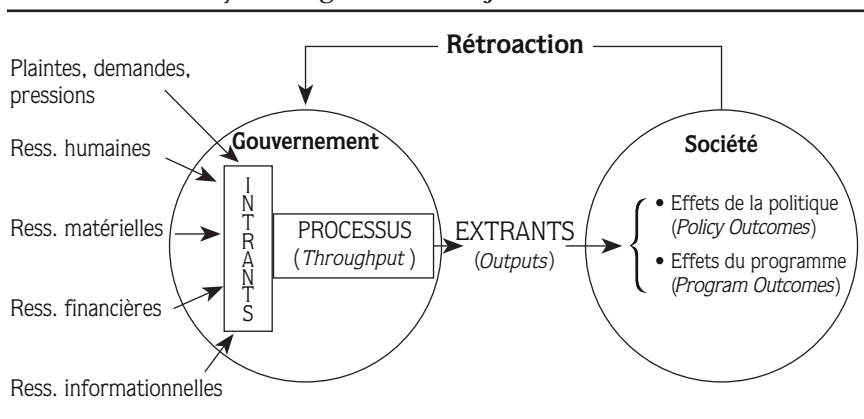 Rétroaction
Plaintes, demandes,
pressions
Ress. humaines
Ress. matérielles
Ress. financières
Ress. informationnelles
Gouvernement
INTRANTS
PROCESSUS
(Throughput)
EXTRANTS
(Outputs)
Société
• Effets de la politique
(Policy Outcomes)
• Effets du programme
(Program Outcomes)